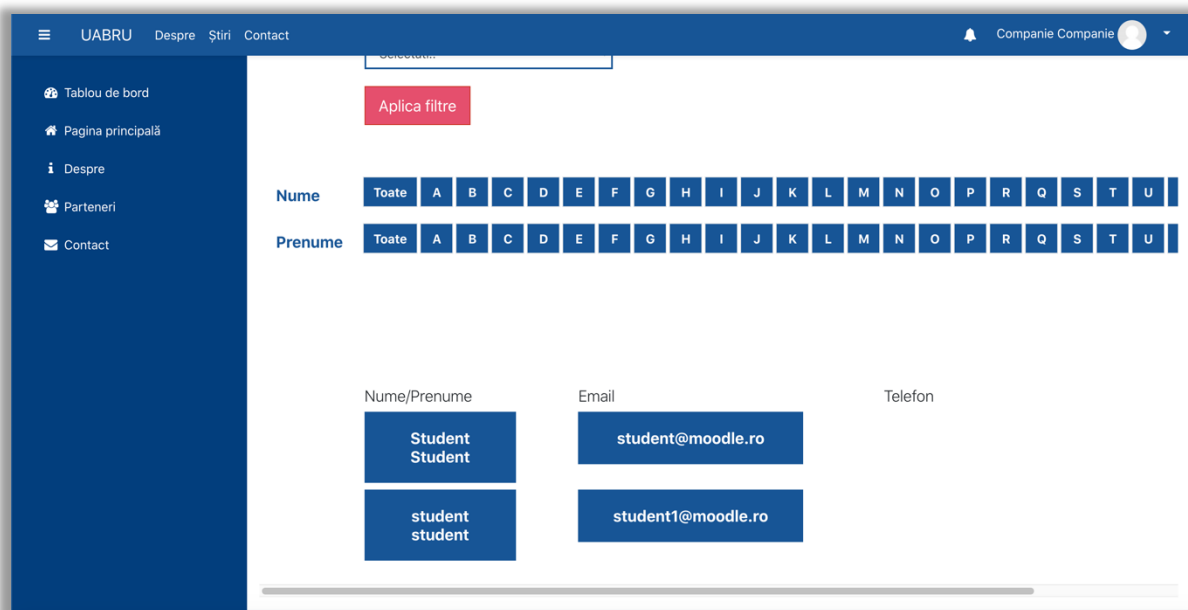 UABRU Despre Știri Contact Companie Companie
Tablou de bord
Pagina principală
Despre
Parteneri
Contact
Aplica filtre
Nume Toate A B C D E F G H I J K L M N O P R Q S T U
Prenume Toate A B C D E F G H I J K L M N O P R Q S T U
Nume/Prenume Email Telefon
Student
Student
student@moodle.ro
student
student
student1@moodle.ro